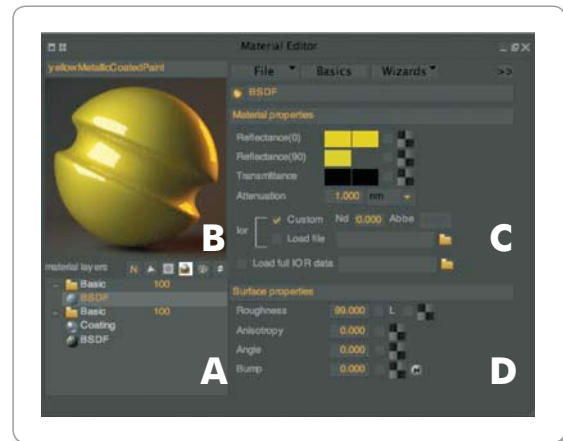 Material Editor
yellowMetallicCoatedPaint
File Basics Wizards >>
BSDF
Material properties
Reflectance(0)
Reflectance(90)
Transmittance
Attenuation 1.000 nm
Ior Custom Nd 0.000 Abbe
Load file
Load full IOR data
B
C
material layers N
Basic 100
BSDF
Basic 100
Coating
BSDF
A
Surface properties
Roughness 99.000 L
Anisotropy 0.000
Angle 0.000
Bump 0.000
D